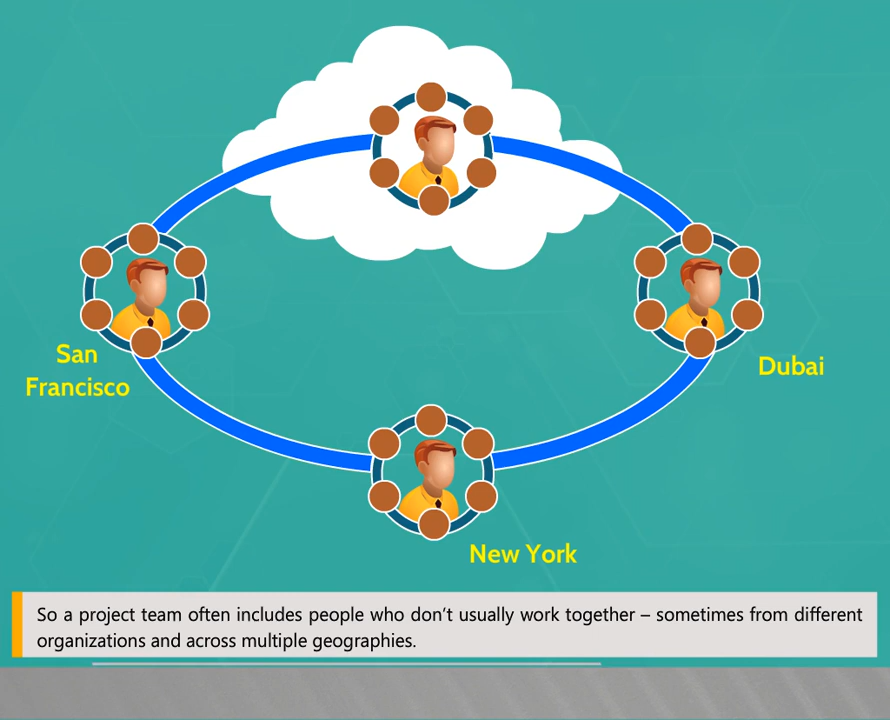 San
Francisco
Dubai
New York
So a project team often includes people who don’t usually work together – sometimes from different
organizations and across multiple geographies.